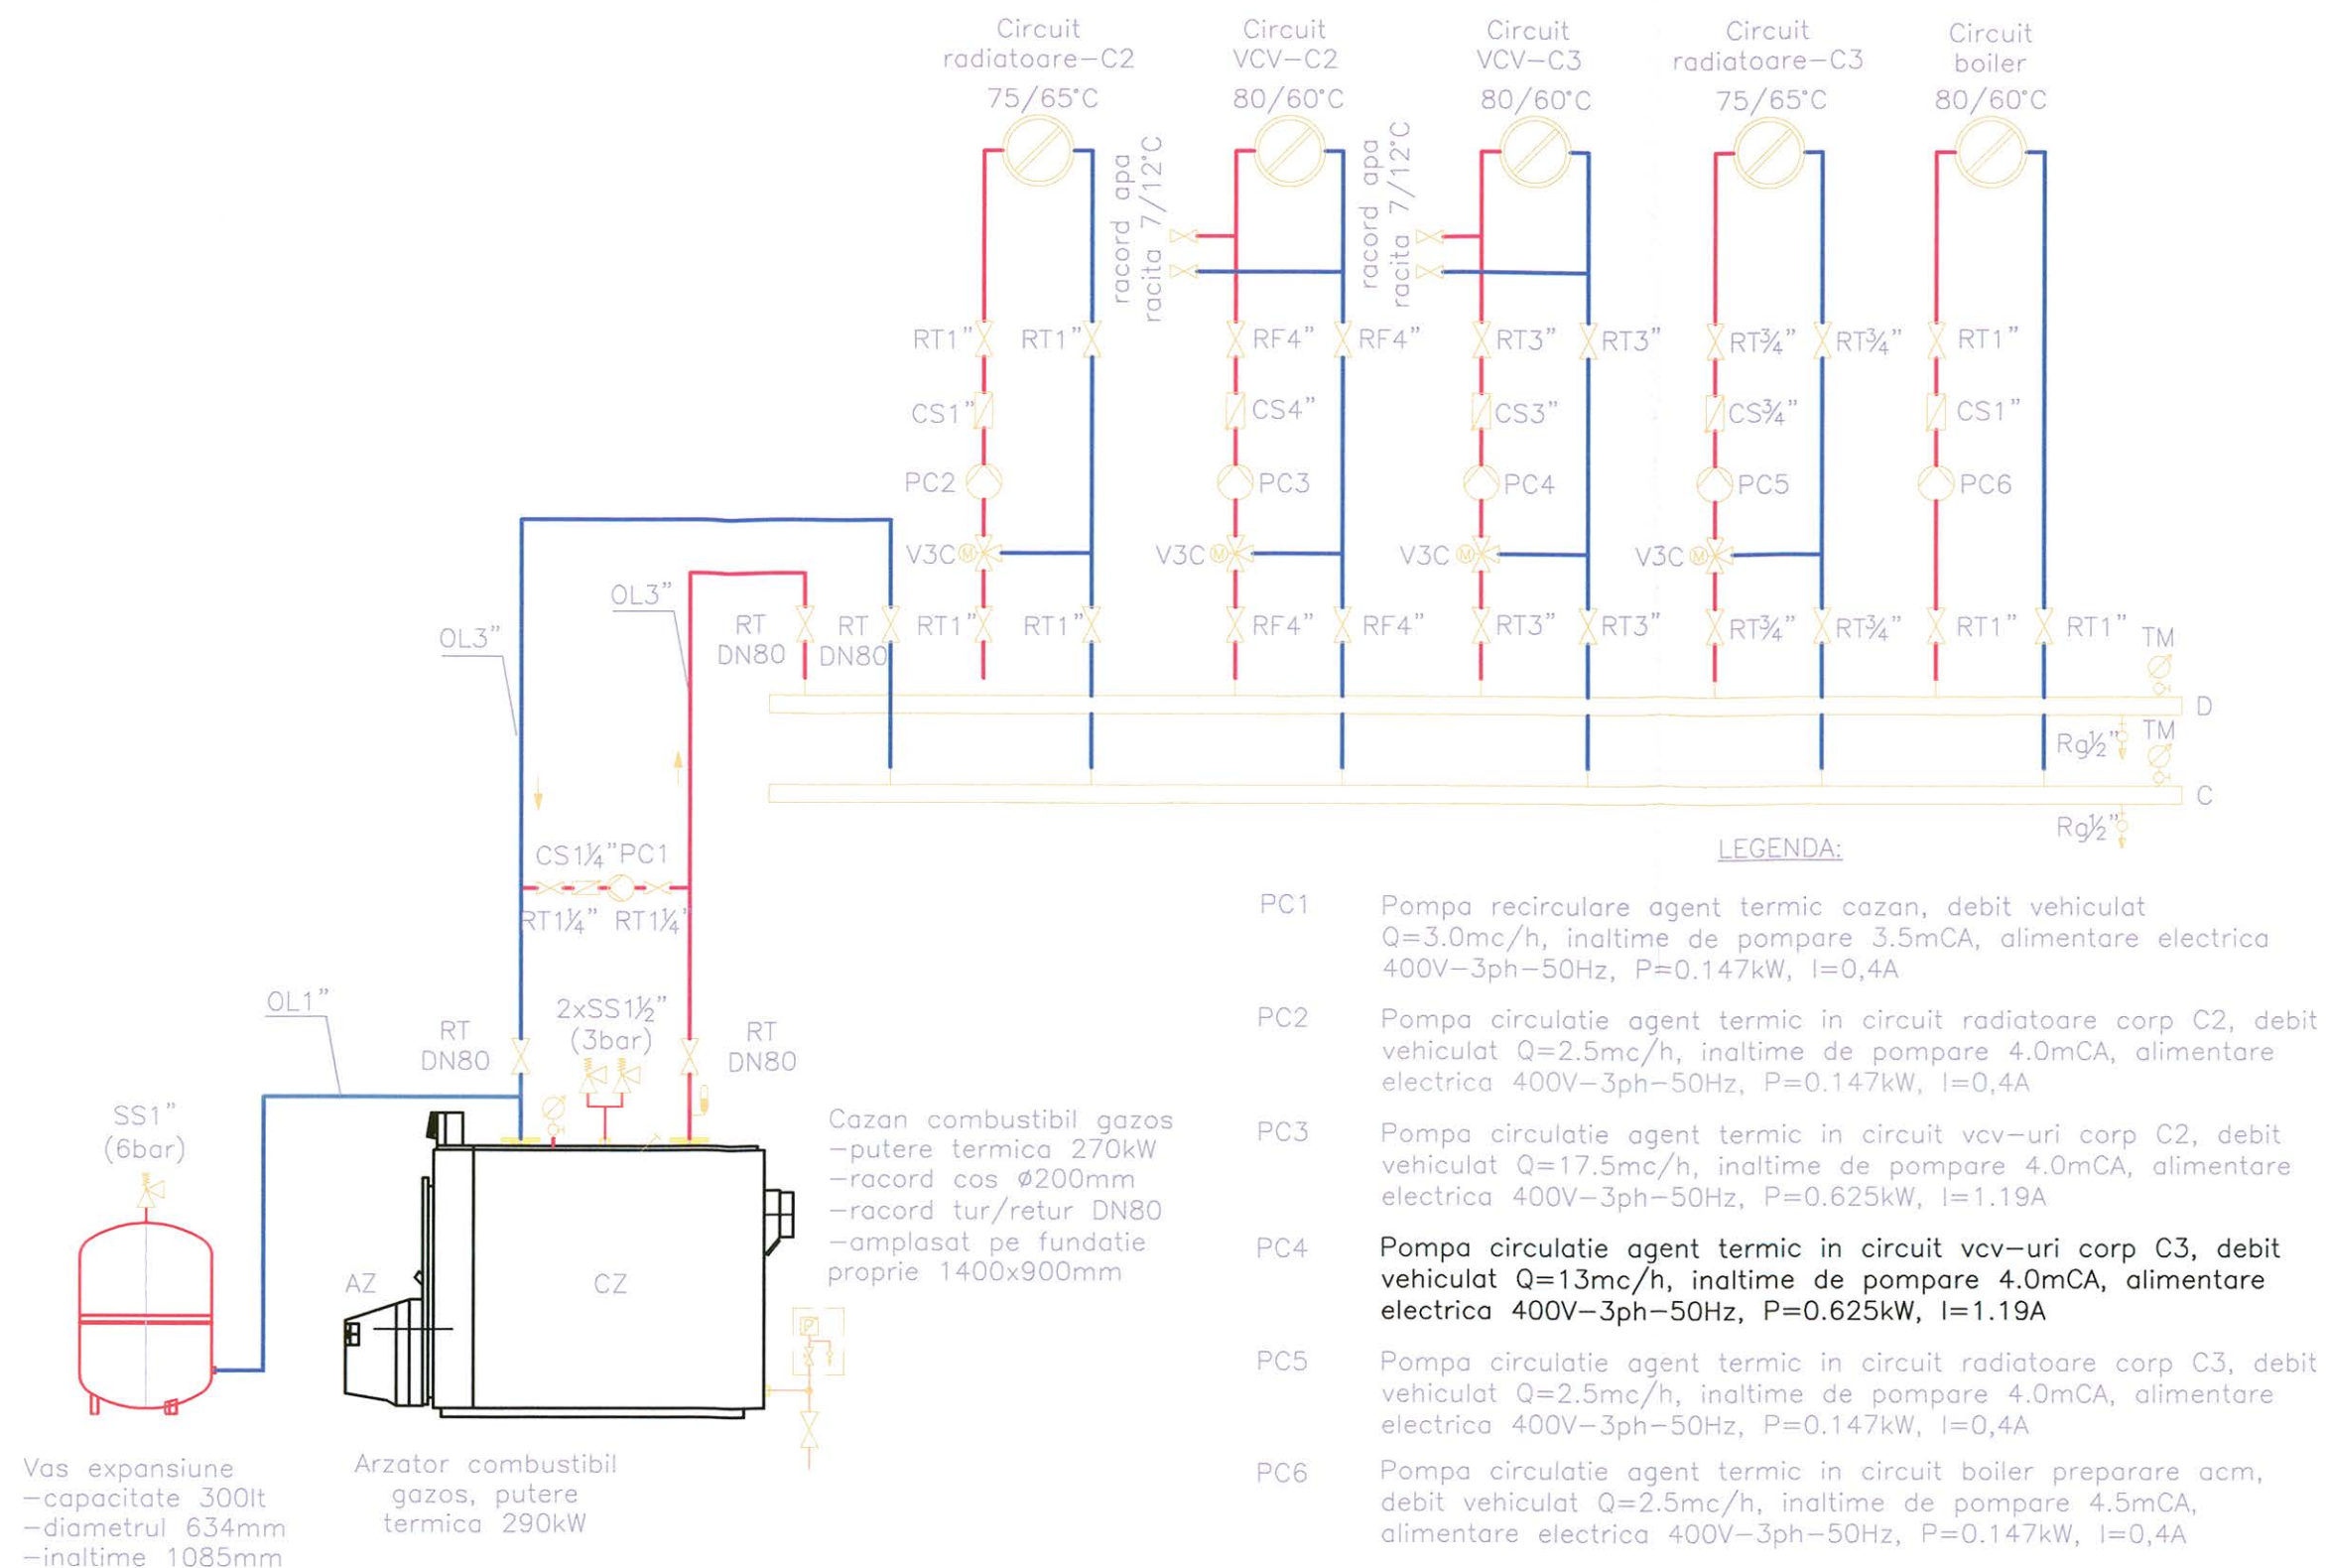 Circuit
radiatoare-C2
75/65°C
Circuit
VCV-C2
80/60°C
Circuit
VCV-C3
80/60°C
Circuit
radiatoare-C3
75/65°C
Circuit
boiler
80/60°C
racord apa
racita 7/12°C
racord apa
racita 7/12°C
RT1" RT1" RF4" RF4" RT3" RT3" RT¾" RT¾" RT1"
CS1" CS4" CS3" CS¾" CS1"
PC2 PC3 PC4 PC5 PC6
V3C M V3C M V3C M V3C M
OL3"
OL3"
RT
DN80
RT
DN80
RT1" RT1" RF4" RF4" RT3" RT3" RT¾" RT¾" RT1" RT1"
TM
D
Rg½"
TM
C
Rg½"
CS1¼" PC1
RT1¼" RT1¼"
OL1"
RT
DN80
2xSS1½"
(3bar)
RT
DN80
SS1"
(6bar)
AZ
CZ
P
Cazan combustibil gazos
-putere termica 270kW
-racord cos ø200mm
-racord tur/retur DN80
-amplasat pe fundatie
proprie 1400x900mm
Vas expansiune
-capacitate 300lt
-diametrul 634mm
-inaltime 1085mm
Arzator combustibil
gazos, putere
termica 290kW
LEGENDA:
PC1 Pompa recirculare agent termic cazan, debit vehiculat
Q=3.0mc/h, inaltime de pompare 3.5mCA, alimentare electrica
400V-3ph-50Hz, P=0.147kW, I=0,4A
PC2 Pompa circulatie agent termic in circuit radiatoare corp C2, debit
vehiculat Q=2.5mc/h, inaltime de pompare 4.0mCA, alimentare
electrica 400V-3ph-50Hz, P=0.147kW, I=0,4A
PC3 Pompa circulatie agent termic in circuit vcv-uri corp C2, debit
vehiculat Q=17.5mc/h, inaltime de pompare 4.0mCA, alimentare
electrica 400V-3ph-50Hz, P=0.625kW, I=1.19A
PC4 Pompa circulatie agent termic in circuit vcv-uri corp C3, debit
vehiculat Q=13mc/h, inaltime de pompare 4.0mCA, alimentare
electrica 400V-3ph-50Hz, P=0.625kW, I=1.19A
PC5 Pompa circulatie agent termic in circuit radiatoare corp C3, debit
vehiculat Q=2.5mc/h, inaltime de pompare 4.0mCA, alimentare
electrica 400V-3ph-50Hz, P=0.147kW, I=0,4A
PC6 Pompa circulatie agent termic in circuit boiler preparare acm,
debit vehiculat Q=2.5mc/h, inaltime de pompare 4.5mCA,
alimentare electrica 400V-3ph-50Hz, P=0.147kW, I=0,4A